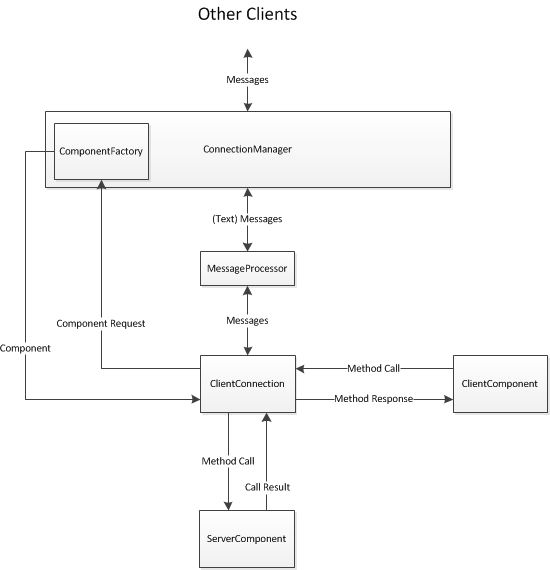 Other Clients
Messages
ComponentFactory
ConnectionManager
(Text) Messages
MessageProcessor
Messages
Component Request
Component
ClientConnection
Method Call
ClientComponent
Method Response
Method Call
Call Result
ServerComponent